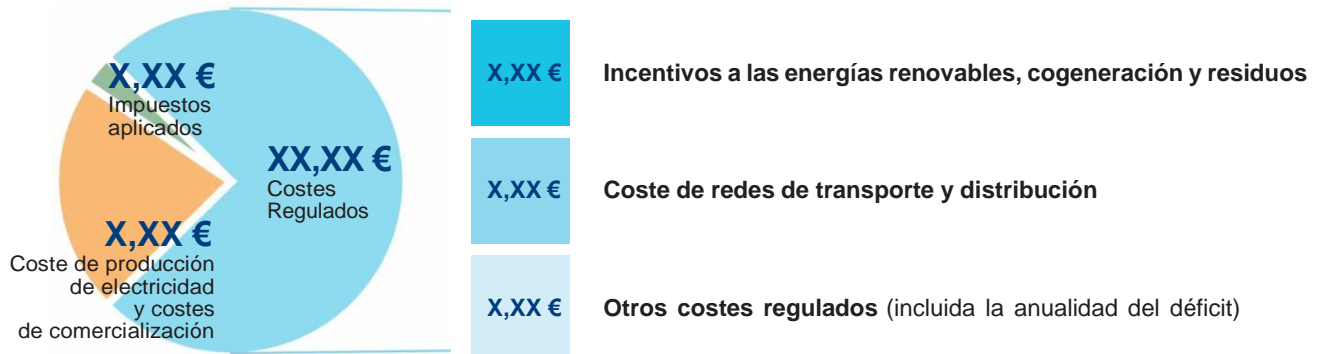 X,XX €
Impuestos
aplicados
XX,XX €
Costes
Regulados
X,XX €
Coste de producción
de electricidad
y costes
de comercialización
X,XX € Incentivos a las energías renovables, cogeneración y residuos
X,XX € Coste de redes de transporte y distribución
X,XX € Otros costes regulados (incluida la anualidad del déficit)